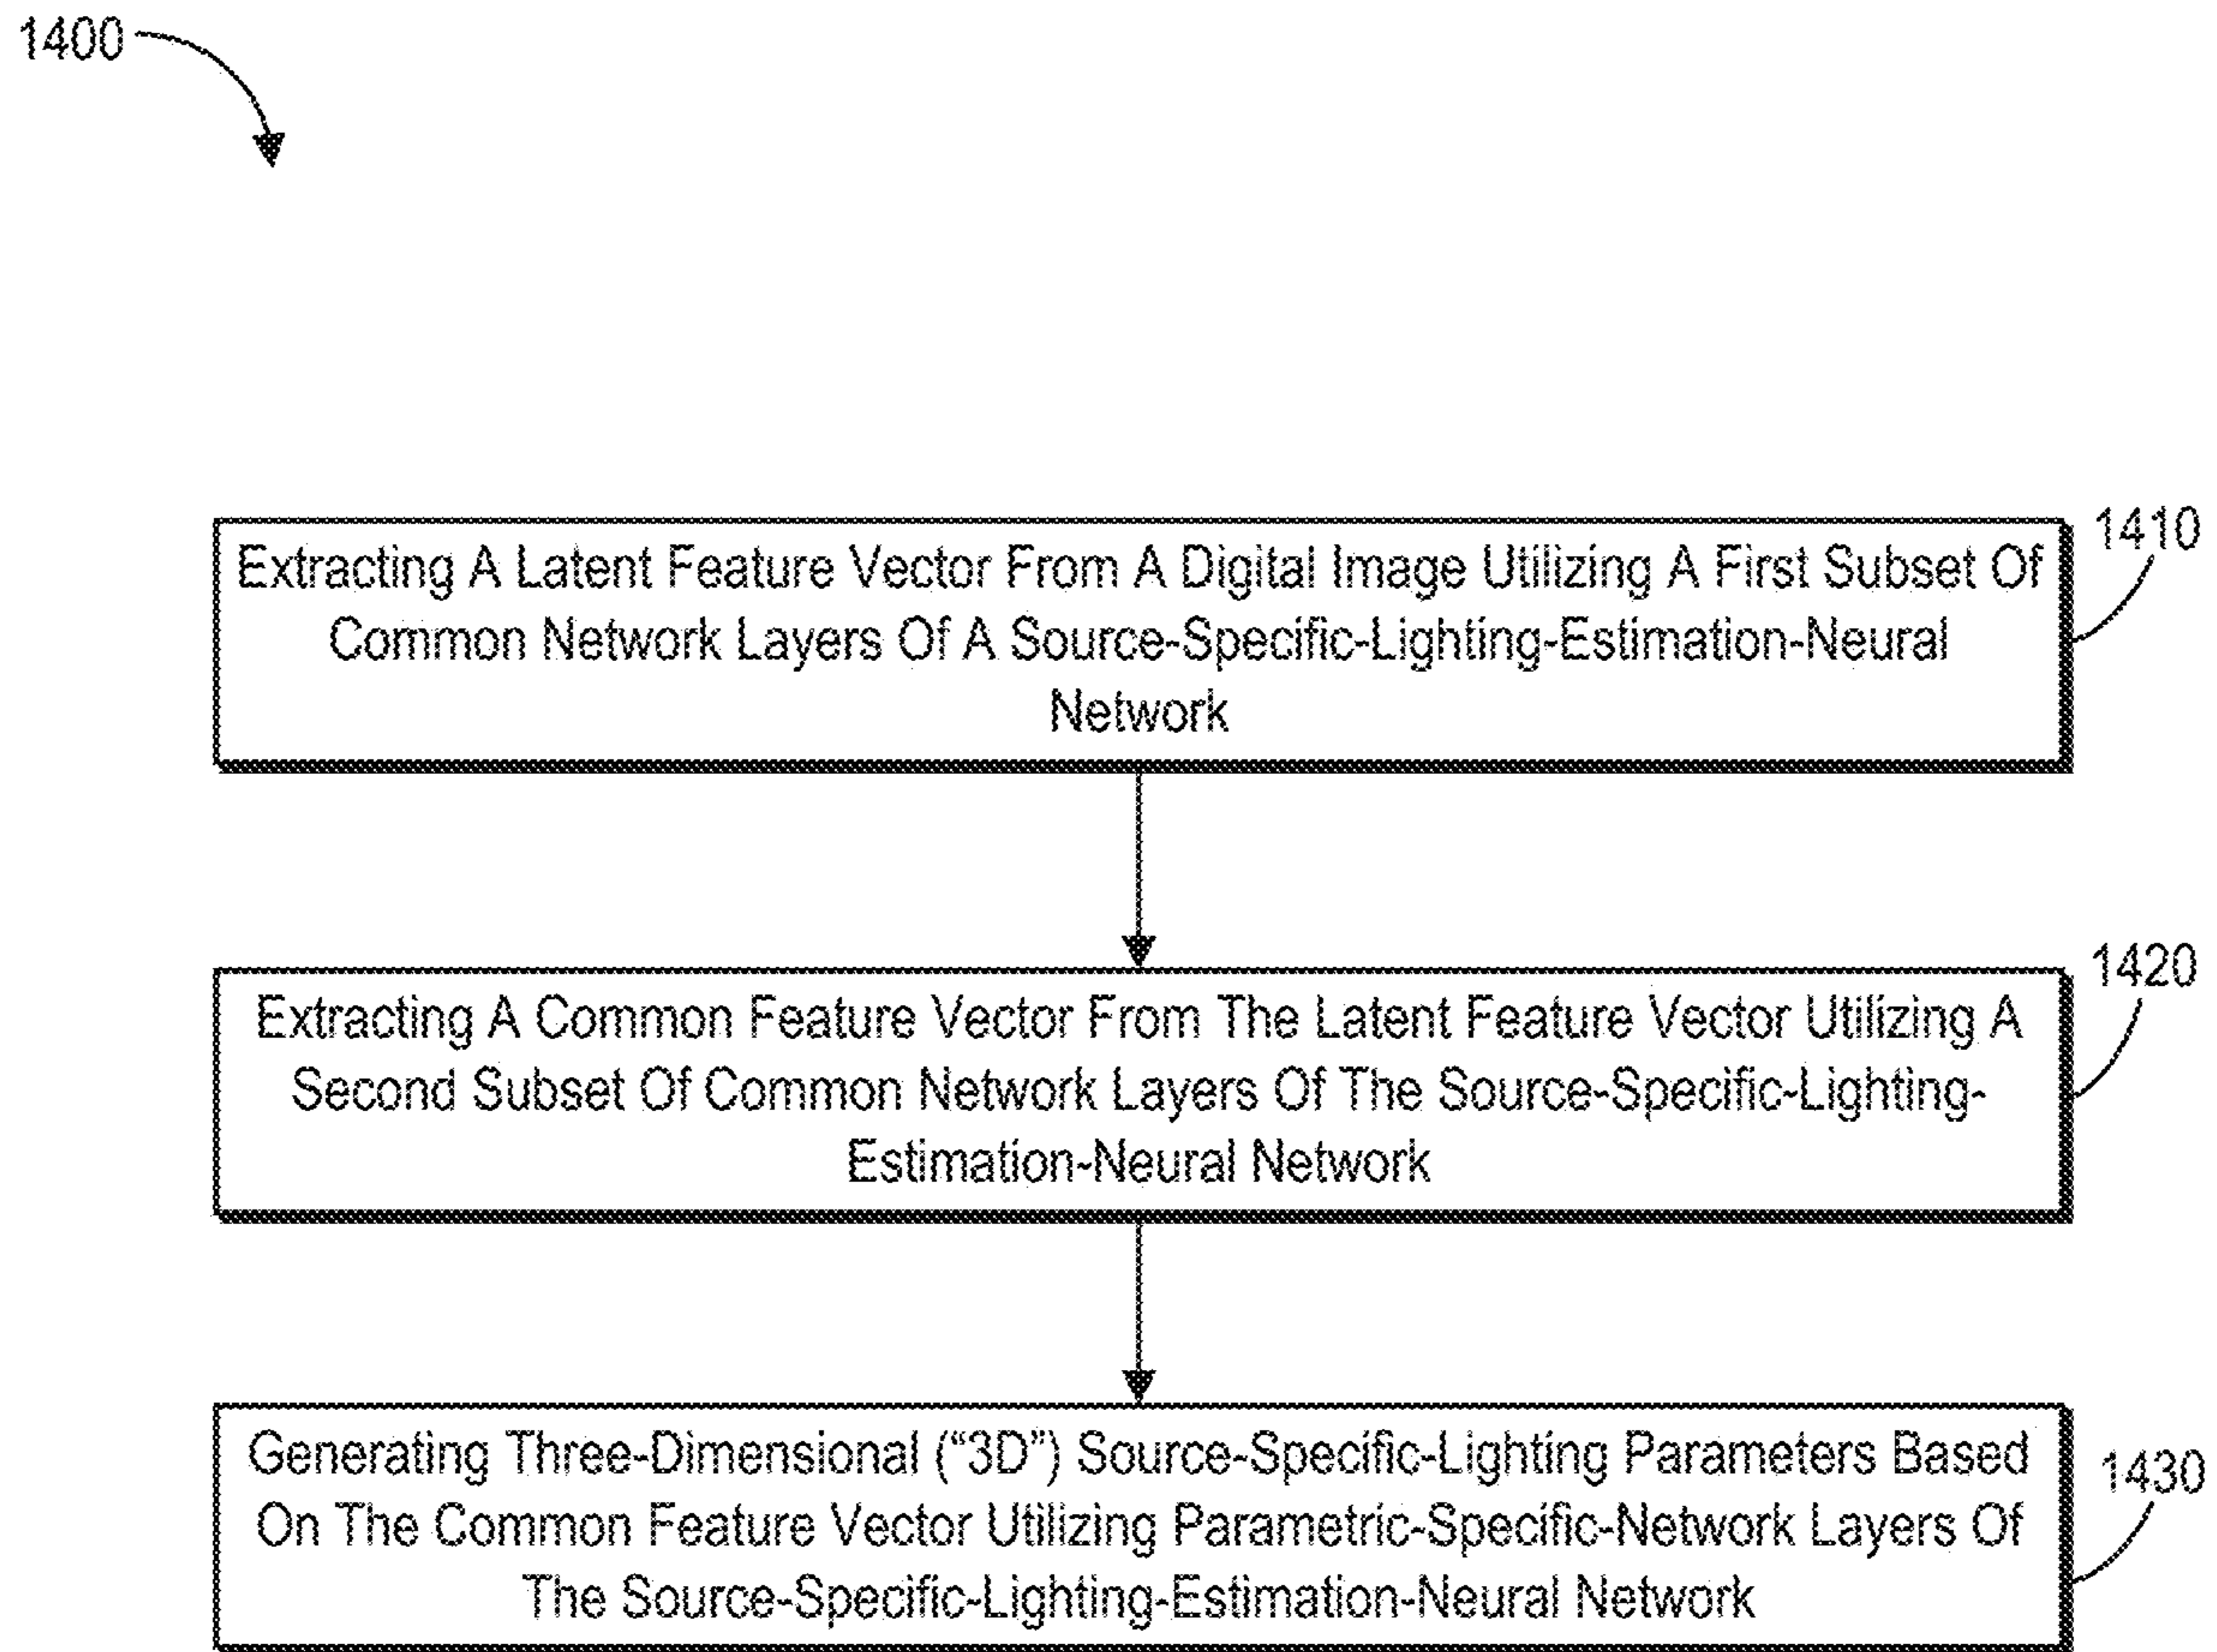 1400
1410
Extracting A Latent Feature Vector From A Digital Image Utilizing A First Subset Of
Common Network Layers Of A Source-Specific-Lighting-Estimation-Neural
Network
1420
Extracting A Common Feature Vector From The Latent Feature Vector Utilizing A
Second Subset Of Common Network Layers Of The Source-Specific-Lighting-
Estimation-Neural Network
1430
Generating Three-Dimensional (“3D”) Source-Specific-Lighting Parameters Based
On The Common Feature Vector Utilizing Parametric-Specific-Network Layers Of
The Source-Specific-Lighting-Estimation-Neural Network